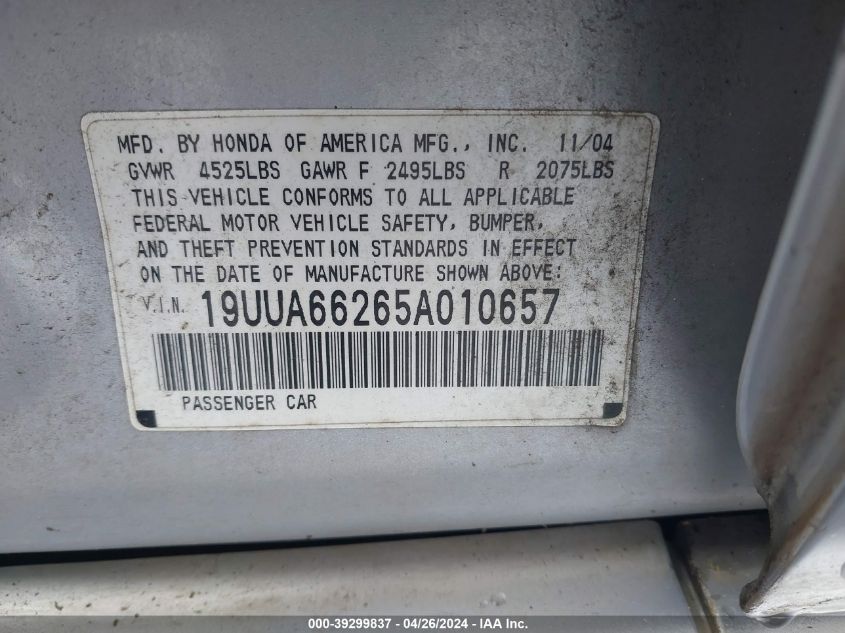 MFD. BY HONDA OF AMERICA MFG., INC. 11/04
GVWR 4525LBS GAWR F 2495LBS R 2075LBS
THIS VEHICLE CONFORMS TO ALL APPLICABLE
FEDERAL MOTOR VEHICLE SAFETY, BUMPER,
AND THEFT PREVENTION STANDARDS IN EFFECT
ON THE DATE OF MANUFACTURE SHOWN ABOVE:
V.I.N. 19UUA66265A010657
PASSENGER CAR
000-39299837 - 04/26/2024 - IAA Inc.